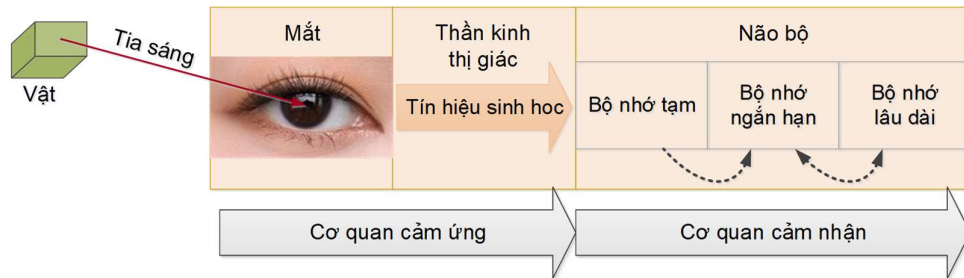 Vật
Tia sáng
Mắt
Thần kinh
thị giác
Tín hiệu sinh hoc
Não bộ
Bộ nhớ tạm
Bộ nhớ
ngắn hạn
Bộ nhớ
lâu dài
Cơ quan cảm ứng
Cơ quan cảm nhận